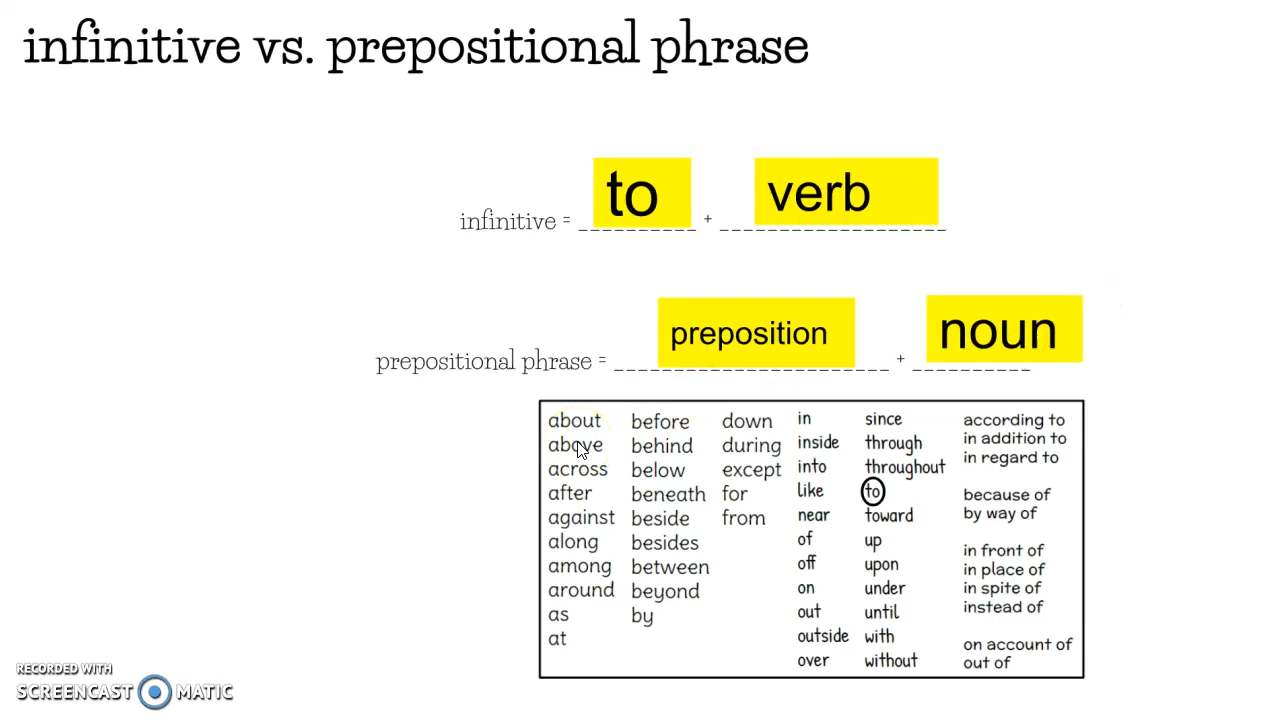 infinitive vs. prepositional phrase
infinitive = to + verb
prepositional phrase = preposition + noun
about before down in since according to
above behind during inside through in addition to
across below except into throughout in regard to
after beneath for like to because of
against beside from near toward by way of
along besides of up in front of
among between off upon in place of
around beyond on under in spite of
as by out until instead of
at outside with on account of
over without out of
RECORDED WITH
SCREENCAST MATIC